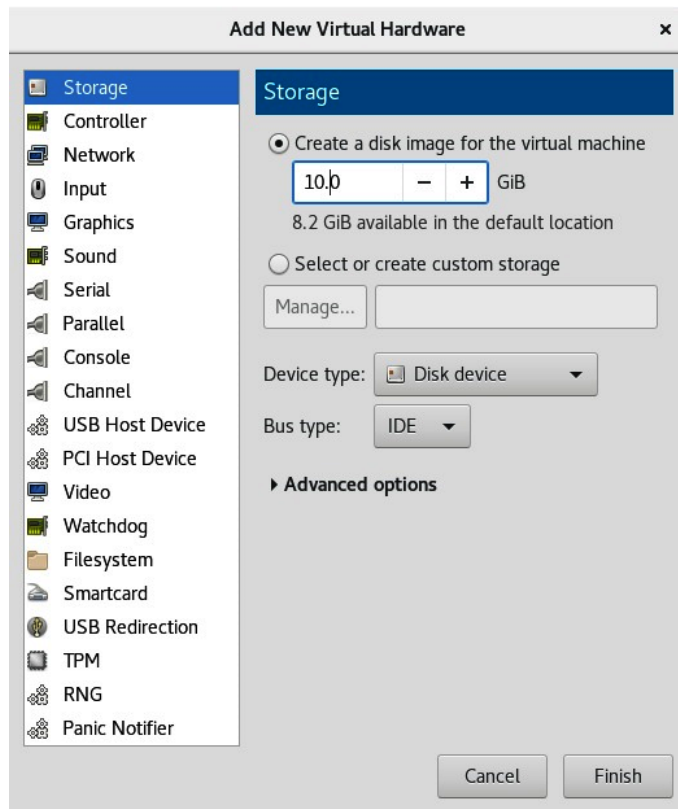 Add New Virtual Hardware
×
Storage
Controller
Network
Input
Graphics
Sound
Serial
Parallel
Console
Channel
USB Host Device
PCI Host Device
Video
Watchdog
Filesystem
Smartcard
USB Redirection
TPM
RNG
Panic Notifier
Storage
Create a disk image for the virtual machine
10.0 − + GiB
8.2 GiB available in the default location
Select or create custom storage
Manage...
Device type: Disk device
Bus type: IDE
Advanced options
Cancel Finish